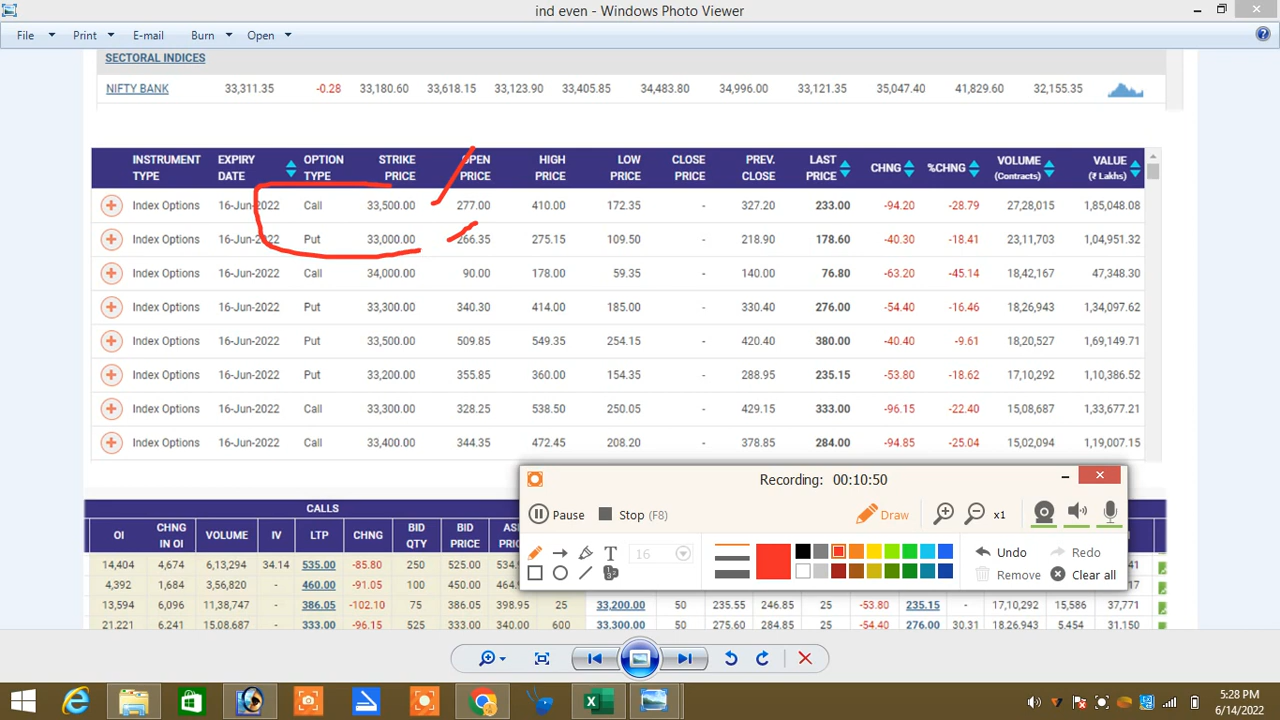 ind even - Windows Photo Viewer
File Print E-mail Burn Open
SECTORAL INDICES
NIFTY BANK 33,311.35 -0.28 33,180.60 33,618.15 33,123.90 33,405.85 34,483.80 34,996.00 33,121.35 35,047.40 41,829.60 32,155.35
INSTRUMENT TYPE EXPIRY DATE OPTION TYPE STRIKE PRICE OPEN PRICE HIGH PRICE LOW PRICE CLOSE PRICE PREV. CLOSE LAST PRICE CHNG %CHNG VOLUME (Contracts) VALUE (₹ Lakhs)
Index Options 16-Jun-2022 Call 33,500.00 277.00 410.00 172.35 - 327.20 233.00 -94.20 -28.79 27,28,015 1,85,048.08
Index Options 16-Jun-2022 Put 33,000.00 266.35 275.15 109.50 - 218.90 178.60 -40.30 -18.41 23,11,703 1,04,951.32
Index Options 16-Jun-2022 Call 34,000.00 90.00 178.00 59.35 - 140.00 76.80 -63.20 -45.14 18,42,167 47,348.30
Index Options 16-Jun-2022 Put 33,300.00 340.30 414.00 185.00 - 330.40 276.00 -54.40 -16.46 18,26,943 1,34,097.62
Index Options 16-Jun-2022 Put 33,500.00 509.85 549.35 254.15 - 420.40 380.00 -40.40 -9.61 18,20,527 1,69,149.71
Index Options 16-Jun-2022 Put 33,200.00 355.85 360.00 154.35 - 288.95 235.15 -53.80 -18.62 17,10,292 1,10,386.52
Index Options 16-Jun-2022 Call 33,300.00 328.25 538.50 250.05 - 429.15 333.00 -96.15 -22.40 15,08,687 1,33,677.21
Index Options 16-Jun-2022 Call 33,400.00 344.35 472.45 208.20 - 378.85 284.00 -94.85 -25.04 15,02,094 1,19,007.15
Recording: 00:10:50
Pause Stop (F8) Draw x1
16 Undo Redo
Remove Clear all
CALLS
OI CHNG IN OI VOLUME IV LTP CHNG BID QTY BID PRICE
14,404 4,674 6,13,294 34.14 535.00 -85.80 250 525.00
4,392 1,684 460.00 -91.05 100 450.00
13,594 6,096 11,38,747 386.05 -102.10 75 386.05 398.95 25 33,200.00 50 235.55 246.85 25 -53.80 235.15 - 17,10,292 15,586 37,771
21,221 6,241 15,08,687 333.00 -96.15 525 333.00 340.00 600 33,300.00 50 275.60 284.85 25 -54.40 276.00 30.31 18,26,943 5,454 31,150
5:28 PM
6/14/2022